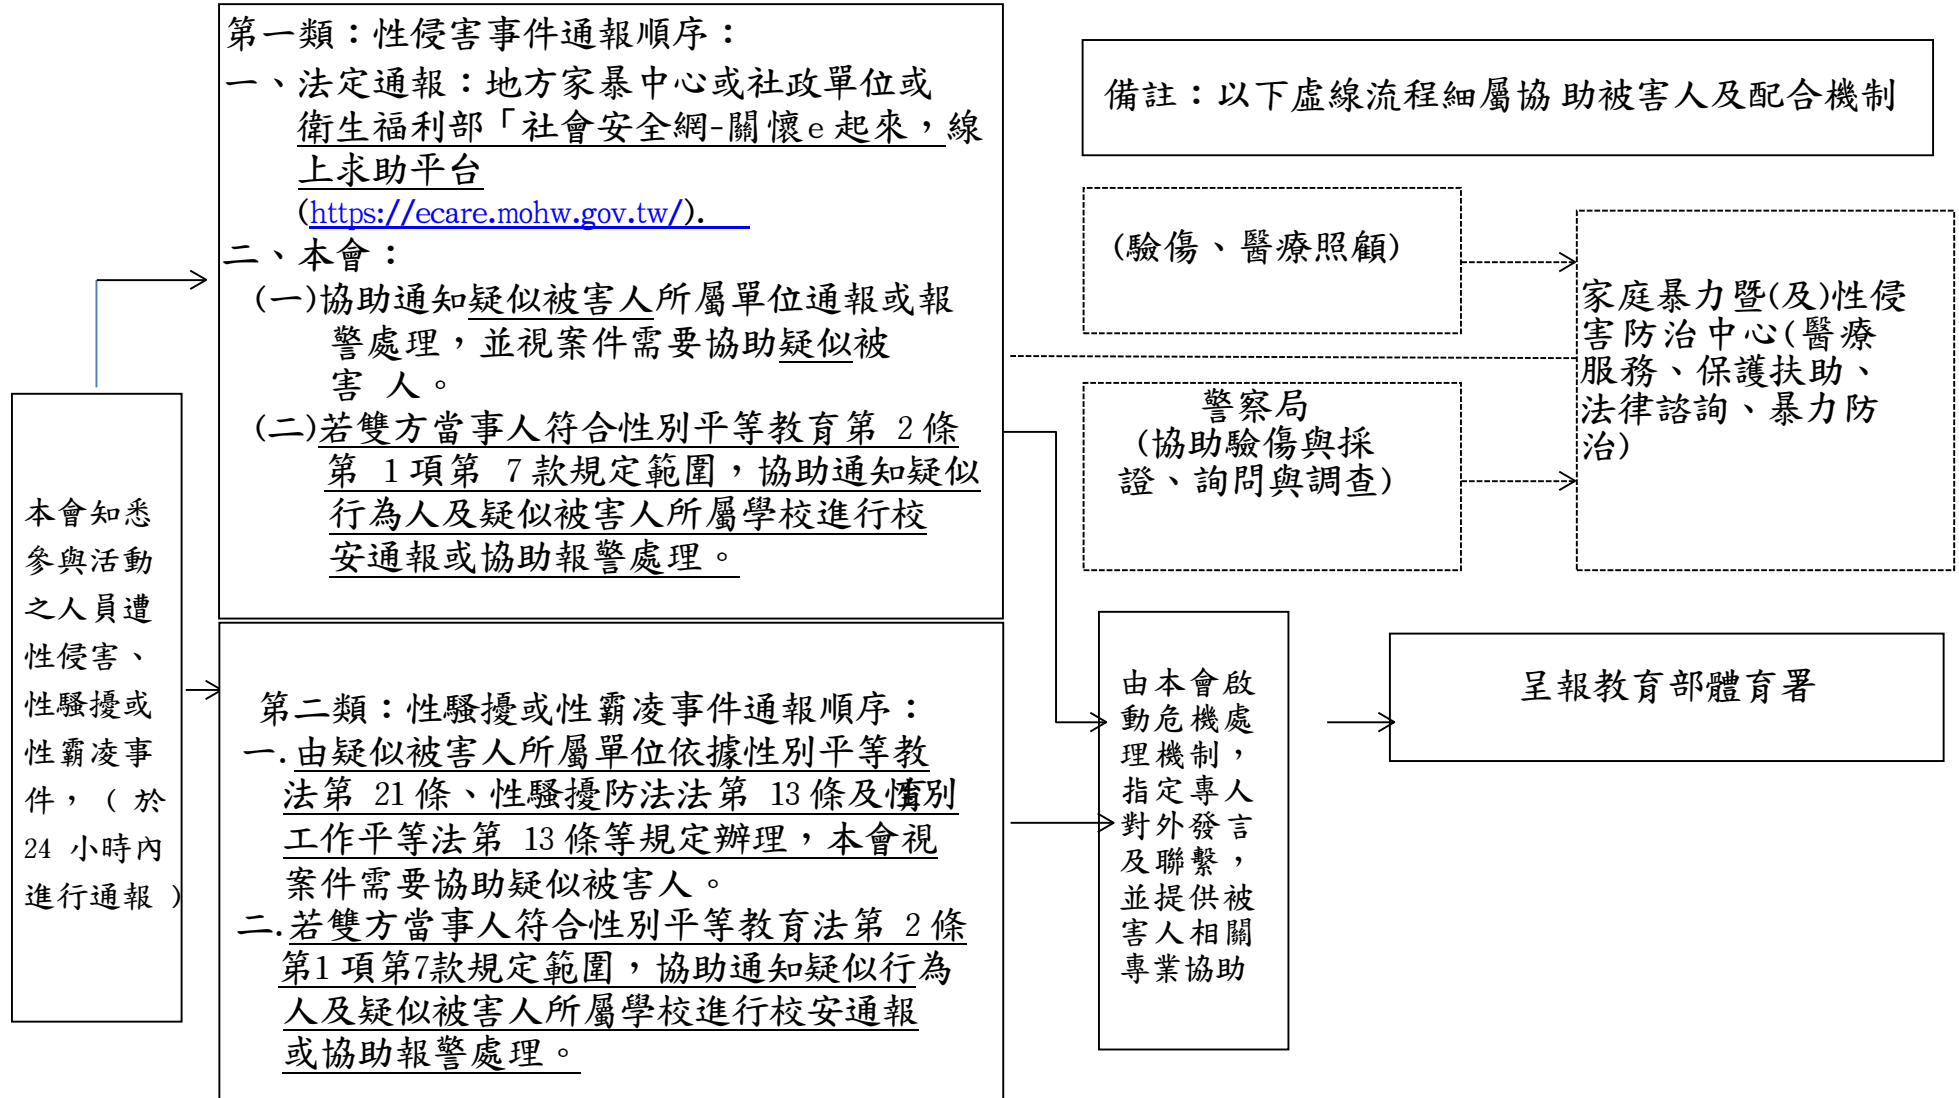 本會知悉
參與活動
之人員遭
性侵害、
性騷擾或
性霸凌事
件，（於
24 小時內
進行通報 ）
第一類：性侵害事件通報順序：
一、法定通報：地方家暴中心或社政單位或
衛生福利部「社會安全網-關懷e起來，線
上求助平台
(https://ecare.mohw.gov.tw/).
二、本會：
(一)協助通知疑似被害人所屬單位通報或報
警處理，並視案件需要協助疑似被
害 人。
(二)若雙方當事人符合性別平等教育第 2條
第 1項第 7款規定範圍，協助通知疑似
行為人及疑似被害人所屬學校進行校
安通報或協助報警處理。
第二類：性騷擾或性霸凌事件通報順序：
一.由疑似被害人所屬單位依據性別平等教
育
法第 21條、性騷擾防法法第 13條及性別
工作平等法第 13條等規定辦理，本會視
案件需要協助疑似被害人。
二.若雙方當事人符合性別平等教育法第 2條
第1項第7款規定範圍，協助通知疑似行為
人及疑似被害人所屬學校進行校安通報
或協助報警處理。
備註：以下虛線流程細屬協 助被害人及配合機制
(驗傷、醫療照顧)
警察局
(協助驗傷與採
證、詢問與調查)
家庭暴力暨(及)性侵
害防治中心(醫療
服務、保護扶助、
法律諮詢、暴力防
治)
由本會啟
動危機處
理機制，
指定專人
對外發言
及聯繫，
並提供被
害人相關
專業協助
呈報教育部體育署